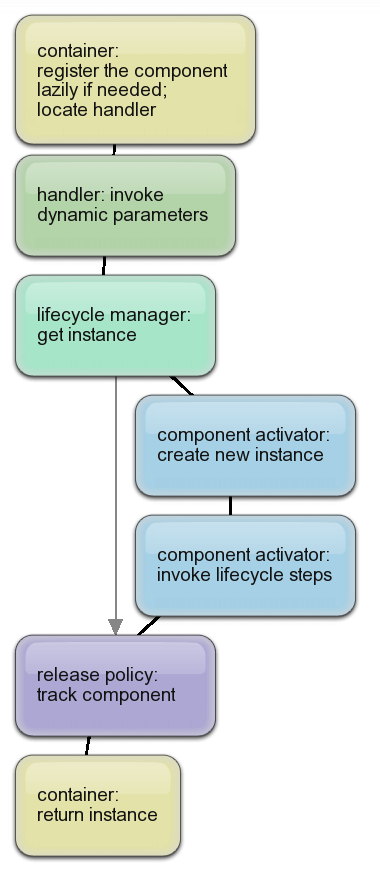 container:
register the component
lazily if needed;
locate handler
handler: invoke
dynamic parameters
lifecycle manager:
get instance
component activator:
create new instance
component activator:
invoke lifecycle steps
release policy:
track component
container:
return instance